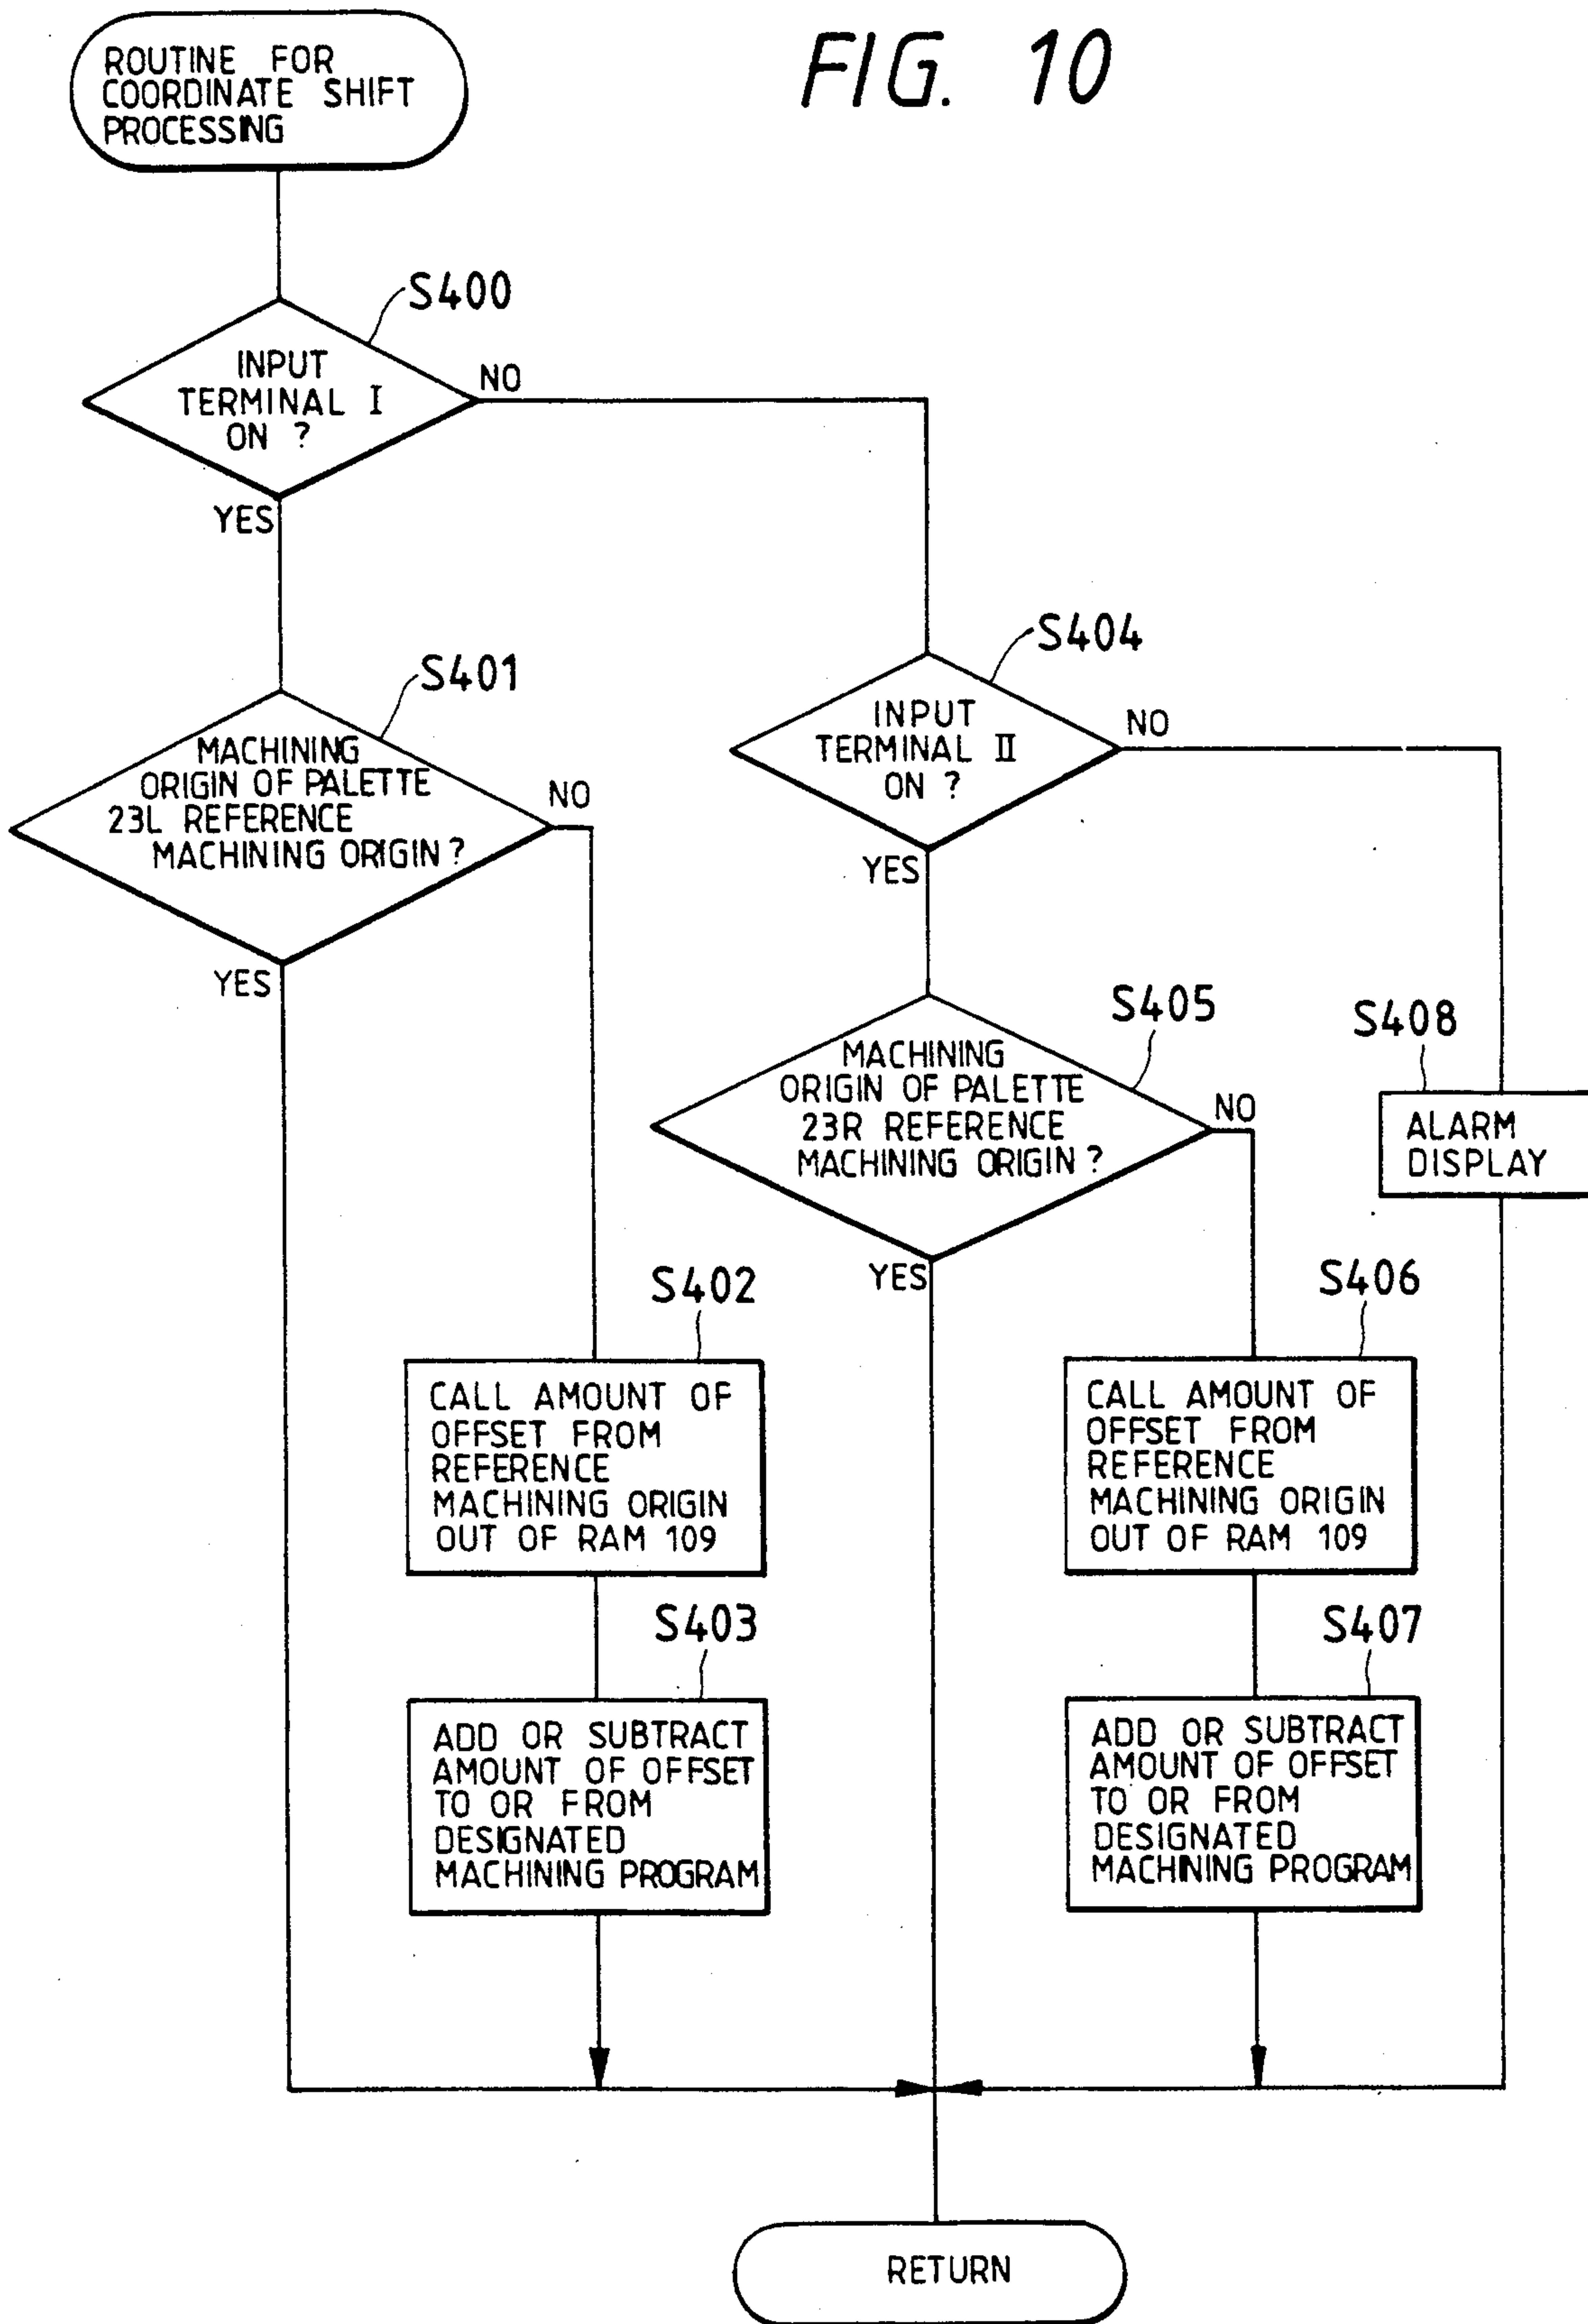 FIG. 10
ROUTINE FOR
COORDINATE SHIFT
PROCESSING
S400
INPUT
TERMINAL I
ON ?
NO
YES
S401
MACHINING
ORIGIN OF PALETTE
23L REFERENCE
MACHINING ORIGIN ?
NO
YES
S404
INPUT
TERMINAL II
ON ?
NO
YES
S405
MACHINING
ORIGIN OF PALETTE
23R REFERENCE
MACHINING ORIGIN ?
NO
YES
S408
ALARM
DISPLAY
S402
CALL AMOUNT OF
OFFSET FROM
REFERENCE
MACHINING ORIGIN
OUT OF RAM 109
S406
CALL AMOUNT OF
OFFSET FROM
REFERENCE
MACHINING ORIGIN
OUT OF RAM 109
S403
ADD OR SUBTRACT
AMOUNT OF OFFSET
TO OR FROM
DESIGNATED
MACHINING PROGRAM
S407
ADD OR SUBTRACT
AMOUNT OF OFFSET
TO OR FROM
DESIGNATED
MACHINING PROGRAM
RETURN